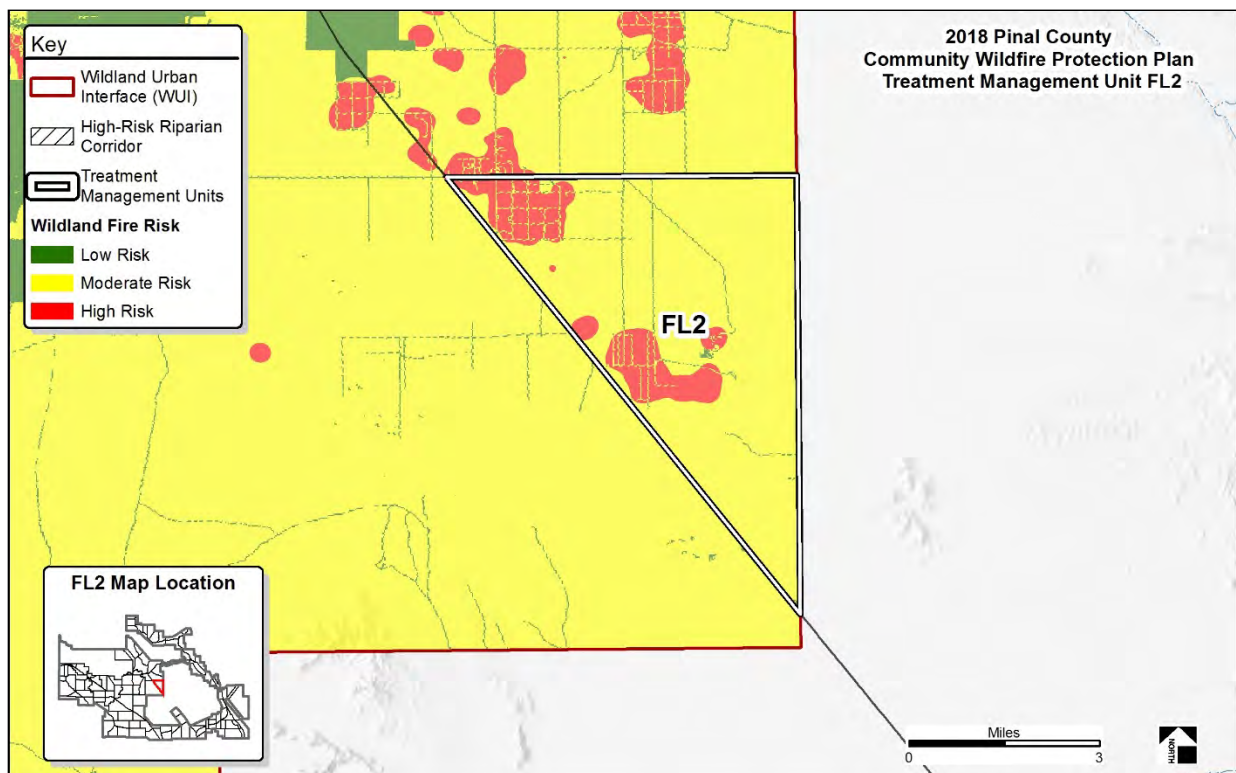 2018 Pinal County
Community Wildfire Protection Plan
Treatment Management Unit FL2
Key
Wildland Urban
Interface (WUI)
High-Risk Riparian
Corridor
Treatment
Management Units
Wildland Fire Risk
Low Risk
Moderate Risk
High Risk
FL2
FL2 Map Location
Miles
0
3
NORTH